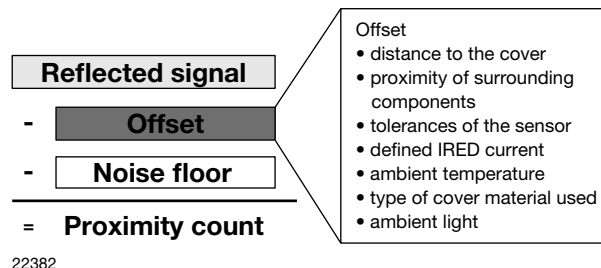 Reflected signal
- Offset
- Noise floor
= Proximity count
22382
Offset
• distance to the cover
• proximity of surrounding
components
• tolerances of the sensor
• defined IRED current
• ambient temperature
• type of cover material used
• ambient light